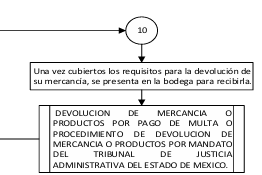 10
Una vez cubiertos los requisitos para la devolución de
su mercancía, se presenta en la bodega para recibirla.
DEVOLUCION DE MERCANCIA O
PRODUCTOS POR PAGO DE MULTA O
PROCEDIMIENTO DE DEVOLUCION DE
MERCANCIA O PRODUCTOS POR MANDATO
DEL TRIBUNAL DE JUSTICIA
ADMINISTRATIVA DEL ESTADO DE MEXICO.